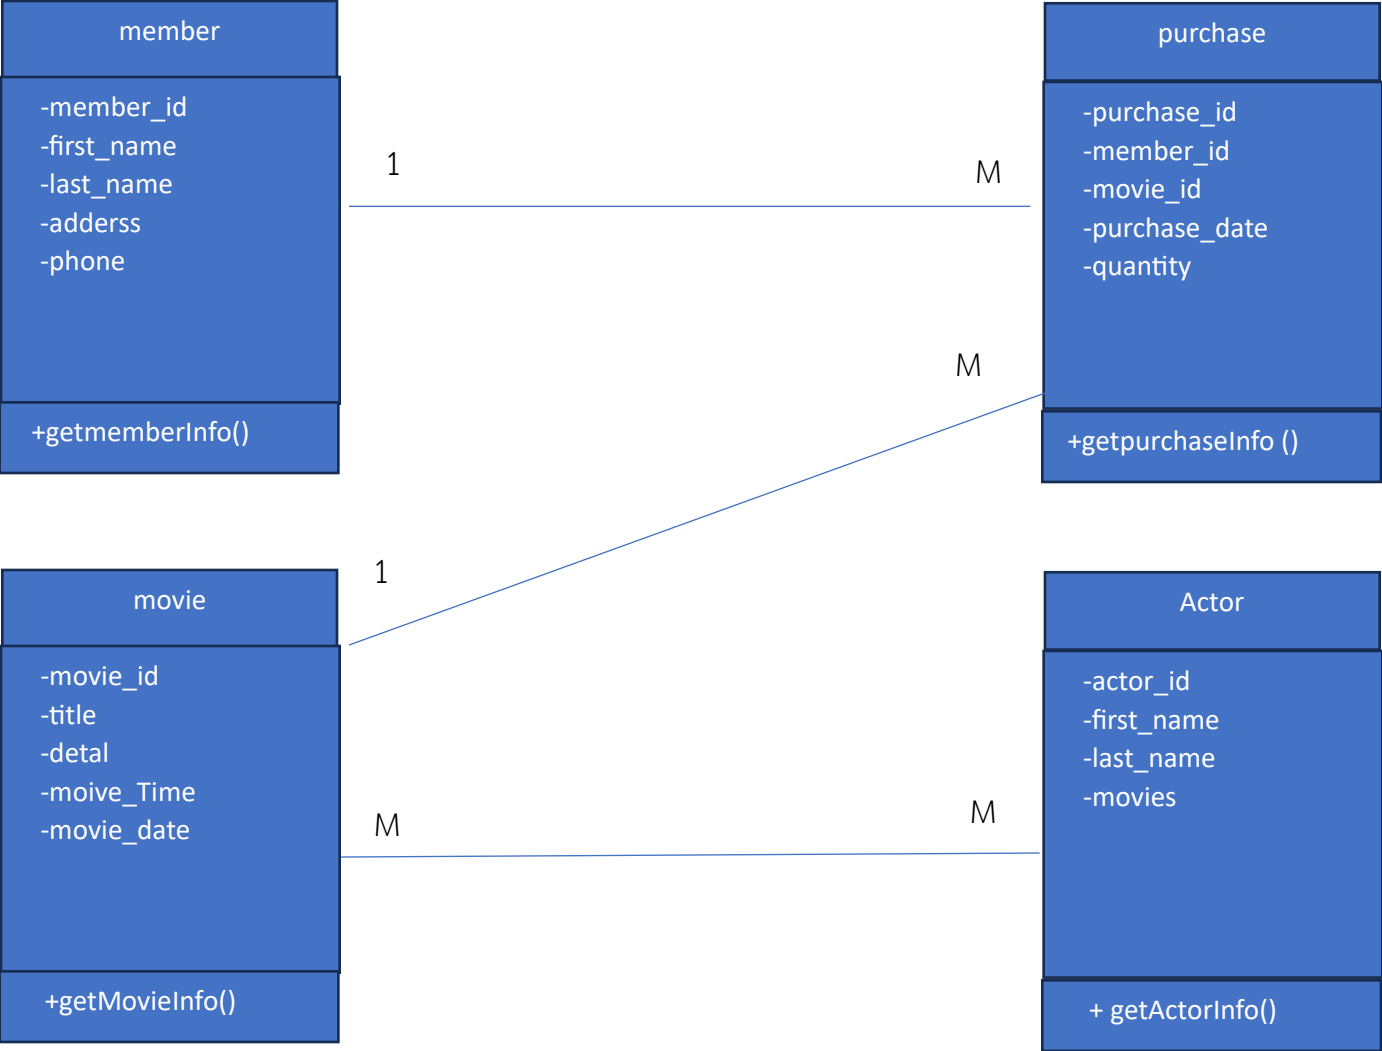 member
-member_id
-first_name
-last_name
-adderss
-phone
+getmemberInfo()
1
M
purchase
-purchase_id
-member_id
-movie_id
-purchase_date
-quantity
+getpurchaseInfo ()
M
1
movie
-movie_id
-title
-detal
-moive_Time
-movie_date
+getMovieInfo()
M
M
Actor
-actor_id
-first_name
-last_name
-movies
+ getActorInfo()